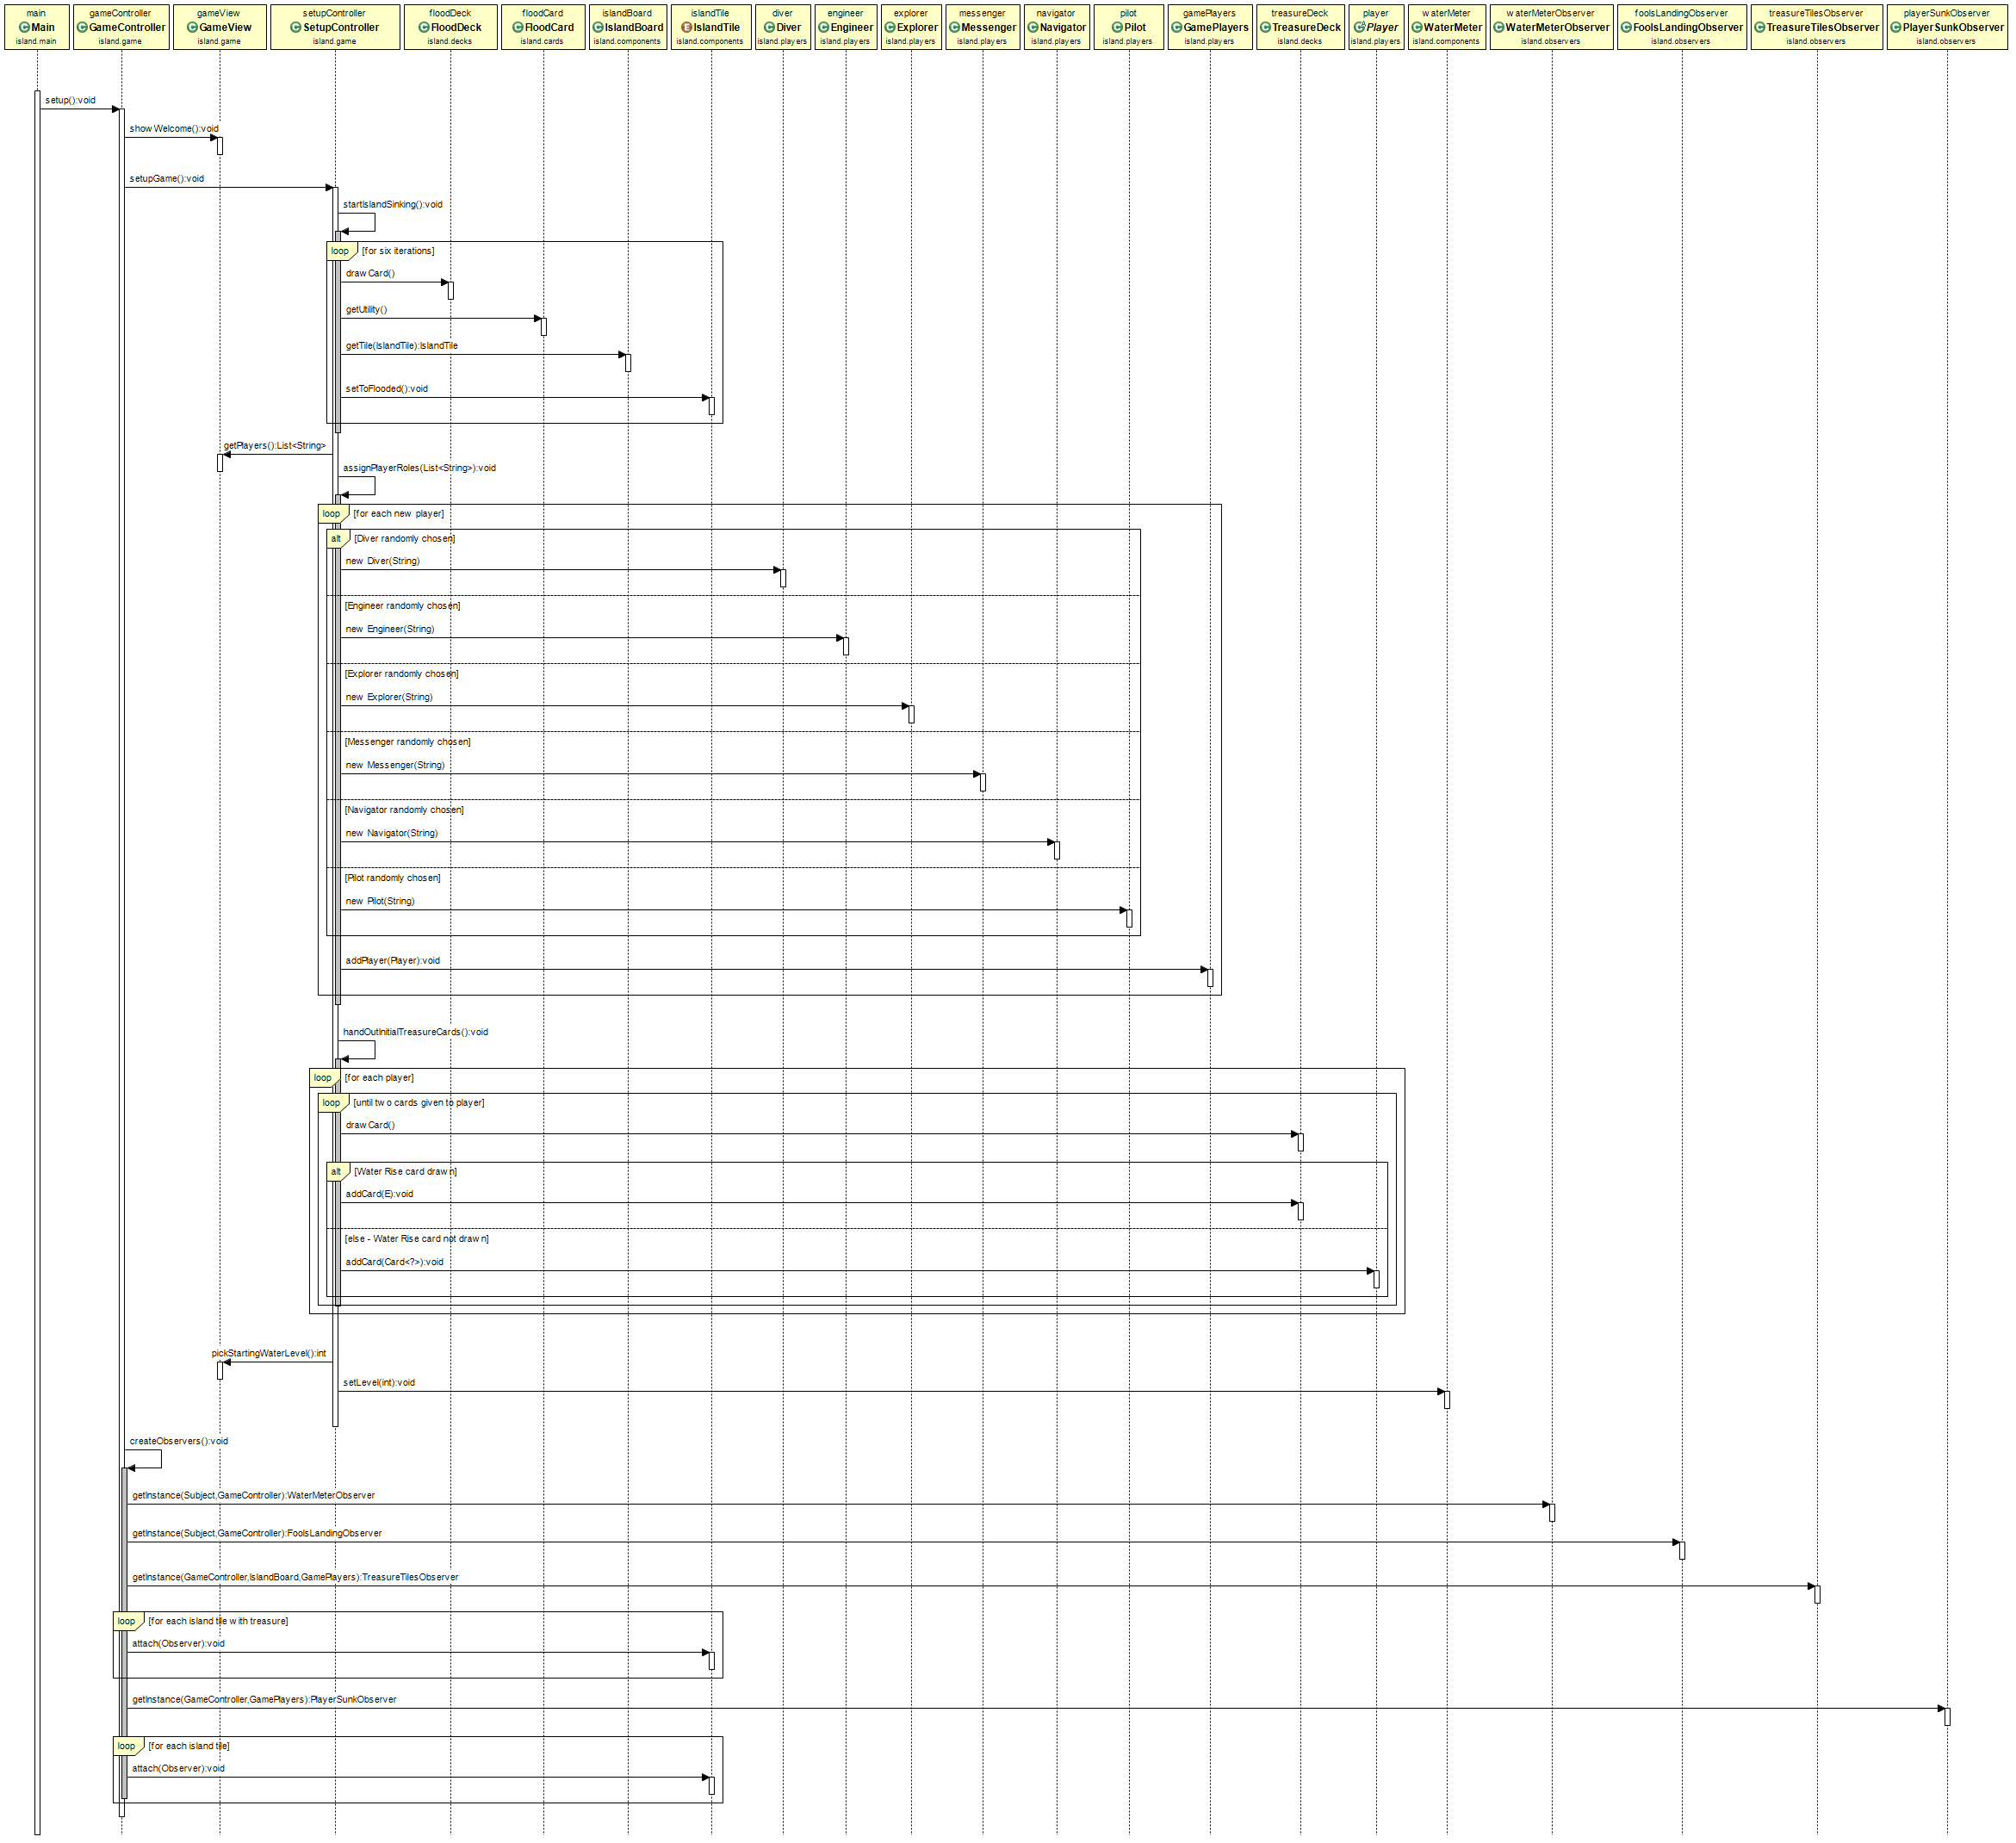 main
Main
island.main
gameController
GameController
island.game
gameView
GameView
island.game
setupController
SetupController
island.game
floodDeck
FloodDeck
island.decks
floodCard
FloodCard
island.cards
islandBoard
IslandBoard
island.components
islandTile
IslandTile
island.components
diver
Diver
island.players
engineer
Engineer
island.players
explorer
Explorer
island.players
messenger
Messenger
island.players
navigator
Navigator
island.players
pilot
Pilot
island.players
gamePlayers
GamePlayers
island.players
treasureDeck
TreasureDeck
island.decks
player
Player
island.players
waterMeter
WaterMeter
island.components
waterMeterObserver
WaterMeterObserver
island.observers
foolsLandingObserver
FoolsLandingObserver
island.observers
treasureTilesObserver
TreasureTilesObserver
island.observers
playerSunkObserver
PlayerSunkObserver
island.observers
setup():void
showWelcome():void
setupGame():void
startIslandSinking():void
loop [for six iterations]
drawCard()
getUtility()
getTile(IslandTile):IslandTile
setToFlooded():void
getPlayers():List<String>
assignPlayerRoles(List<String>):void
loop [for each new player]
alt [Diver randomly chosen]
new Diver(String)
[Engineer randomly chosen]
new Engineer(String)
[Explorer randomly chosen]
new Explorer(String)
[Messenger randomly chosen]
new Messenger(String)
[Navigator randomly chosen]
new Navigator(String)
[Pilot randomly chosen]
new Pilot(String)
addPlayer(Player):void
handOutInitialTreasureCards():void
loop [for each player]
loop [until two cards given to player]
drawCard()
alt [Water Rise card drawn]
addCard(E):void
[else - Water Rise card not drawn]
addCard(Card<?>):void
pickStartingWaterLevel():int
setLevel(int):void
createObservers():void
getInstance(Subject,GameController):WaterMeterObserver
getInstance(Subject,GameController):FoolsLandingObserver
getInstance(GameController,IslandBoard,GamePlayers):TreasureTilesObserver
loop [for each island tile with treasure]
attach(Observer):void
getInstance(GameController,GamePlayers):PlayerSunkObserver
loop [for each island tile]
attach(Observer):void